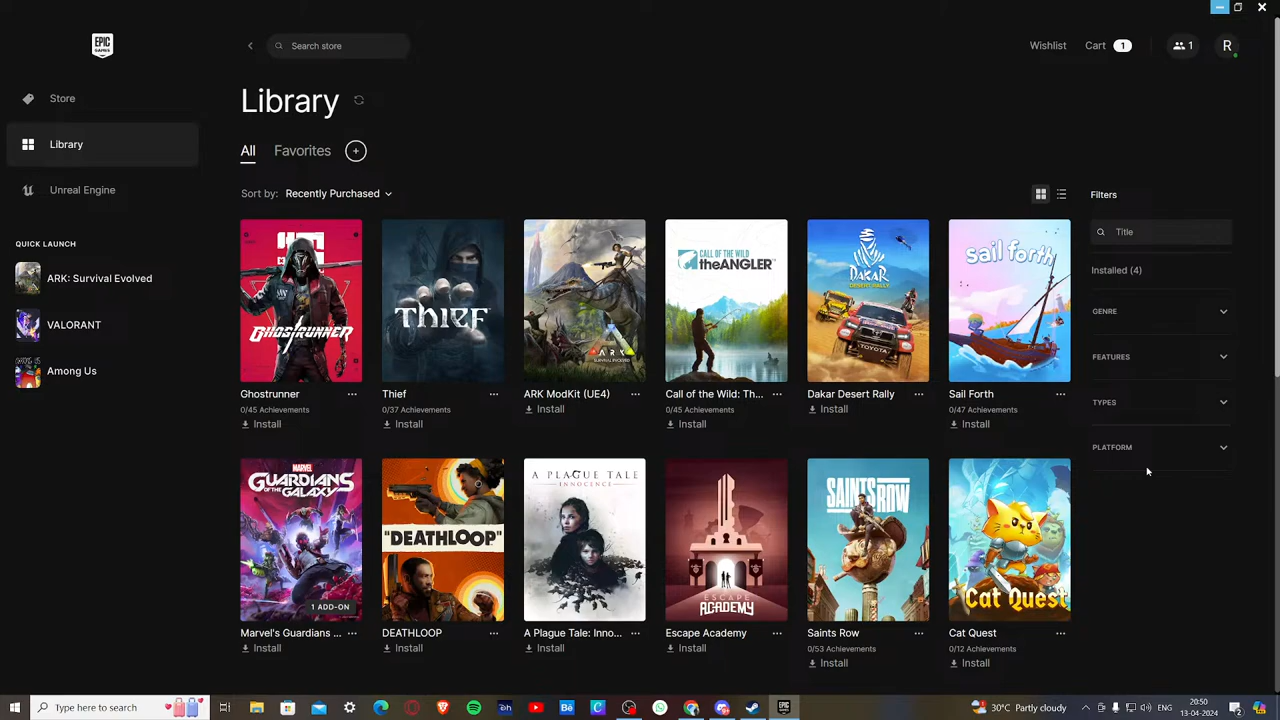 EPIC
GAMES
Search store
Wishlist
Cart
1
1
R
Store
Library
Unreal Engine
QUICK LAUNCH
ARK: Survival Evolved
VALORANT
Among Us
Library
All
Favorites
Sort by: Recently Purchased
Filters
Title
Installed (4)
GENRE
FEATURES
TYPES
PLATFORM
GHOSTRUNNER
THIEF
ARK
SURVIVAL EVOLVED
CALL OF THE WILD
theANGLER
DAKAR
DESERT RALLY
TOYOTA
sail forth
Ghostrunner
0/45 Achievements
Install
Thief
0/37 Achievements
Install
ARK ModKit (UE4)
Install
Call of the Wild: Th...
0/45 Achievements
Install
Dakar Desert Rally
Install
Sail Forth
0/47 Achievements
Install
MARVEL
GUARDIANS
OF THE
GALAXY
1 ADD-ON
"DEATHLOOP"
A PLAGUE TALE
INNOCENCE
ESCAPE
ACADEMY
SAINTS
ROW
Cat Quest
Marvel's Guardians ...
Install
DEATHLOOP
Install
A Plague Tale: Inno...
Install
Escape Academy
Install
Saints Row
0/53 Achievements
Install
Cat Quest
0/12 Achievements
Install
Type here to search
30°C Partly cloudy
ENG
20:50
13-04-2024
2